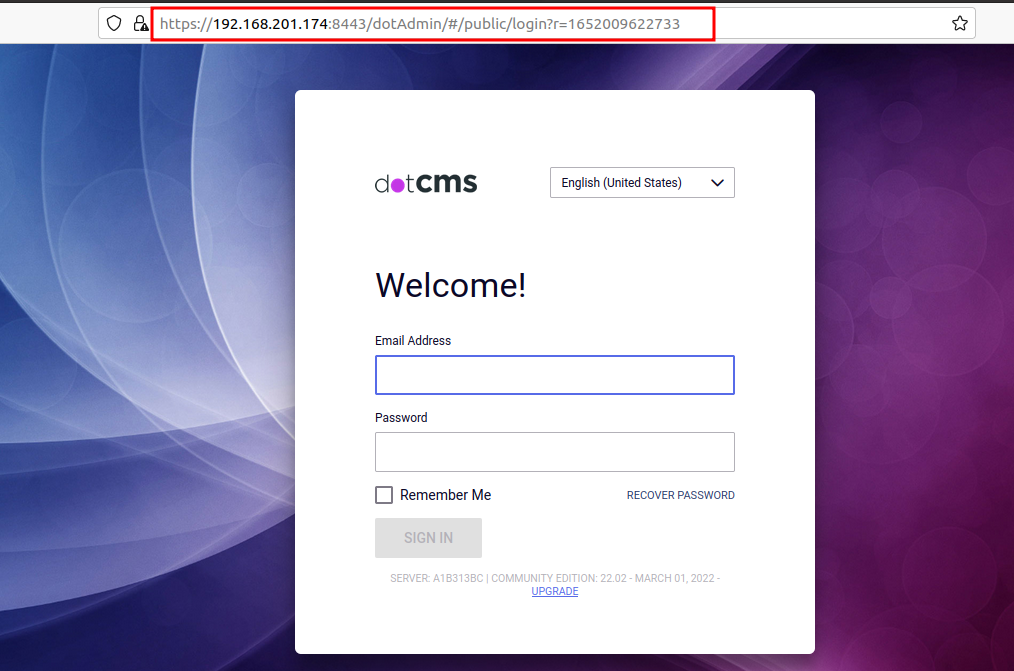 https://192.168.201.174:8443/dotAdmin/#/public/login?r=1652009622733
dotcms
English (United States)
Welcome!
Email Address
Password
Remember Me
RECOVER PASSWORD
SIGN IN
SERVER: A1B313BC | COMMUNITY EDITION: 22.02 - MARCH 01, 2022 -
UPGRADE